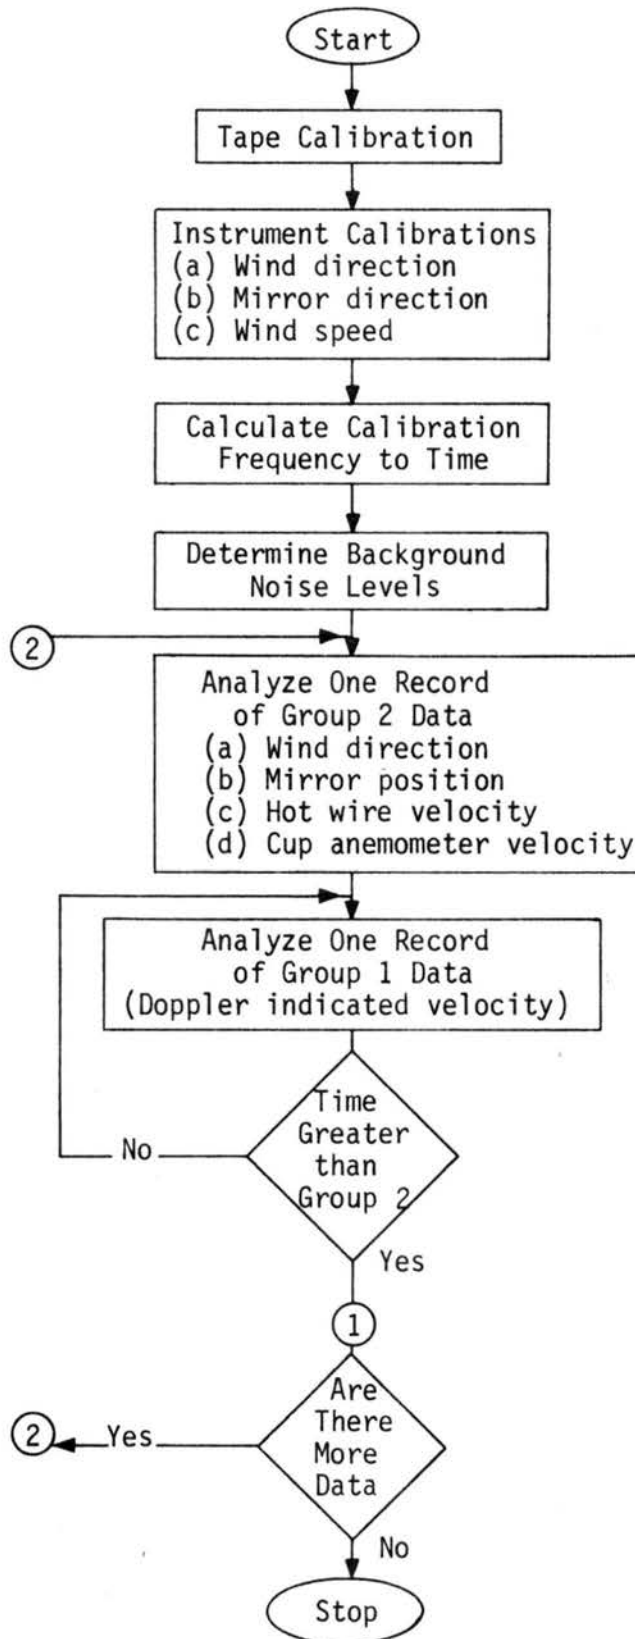 Start
Tape Calibration
Instrument Calibrations
(a) Wind direction
(b) Mirror direction
(c) Wind speed
Calculate Calibration
Frequency to Time
Determine Background
Noise Levels
2
Analyze One Record
of Group 2 Data
(a) Wind direction
(b) Mirror position
(c) Hot wire velocity
(d) Cup anemometer velocity
Analyze One Record
of Group 1 Data
(Doppler indicated velocity)
Time
Greater
than
Group 2
No
Yes
1
Are
There
More
Data
2
Yes
No
Stop